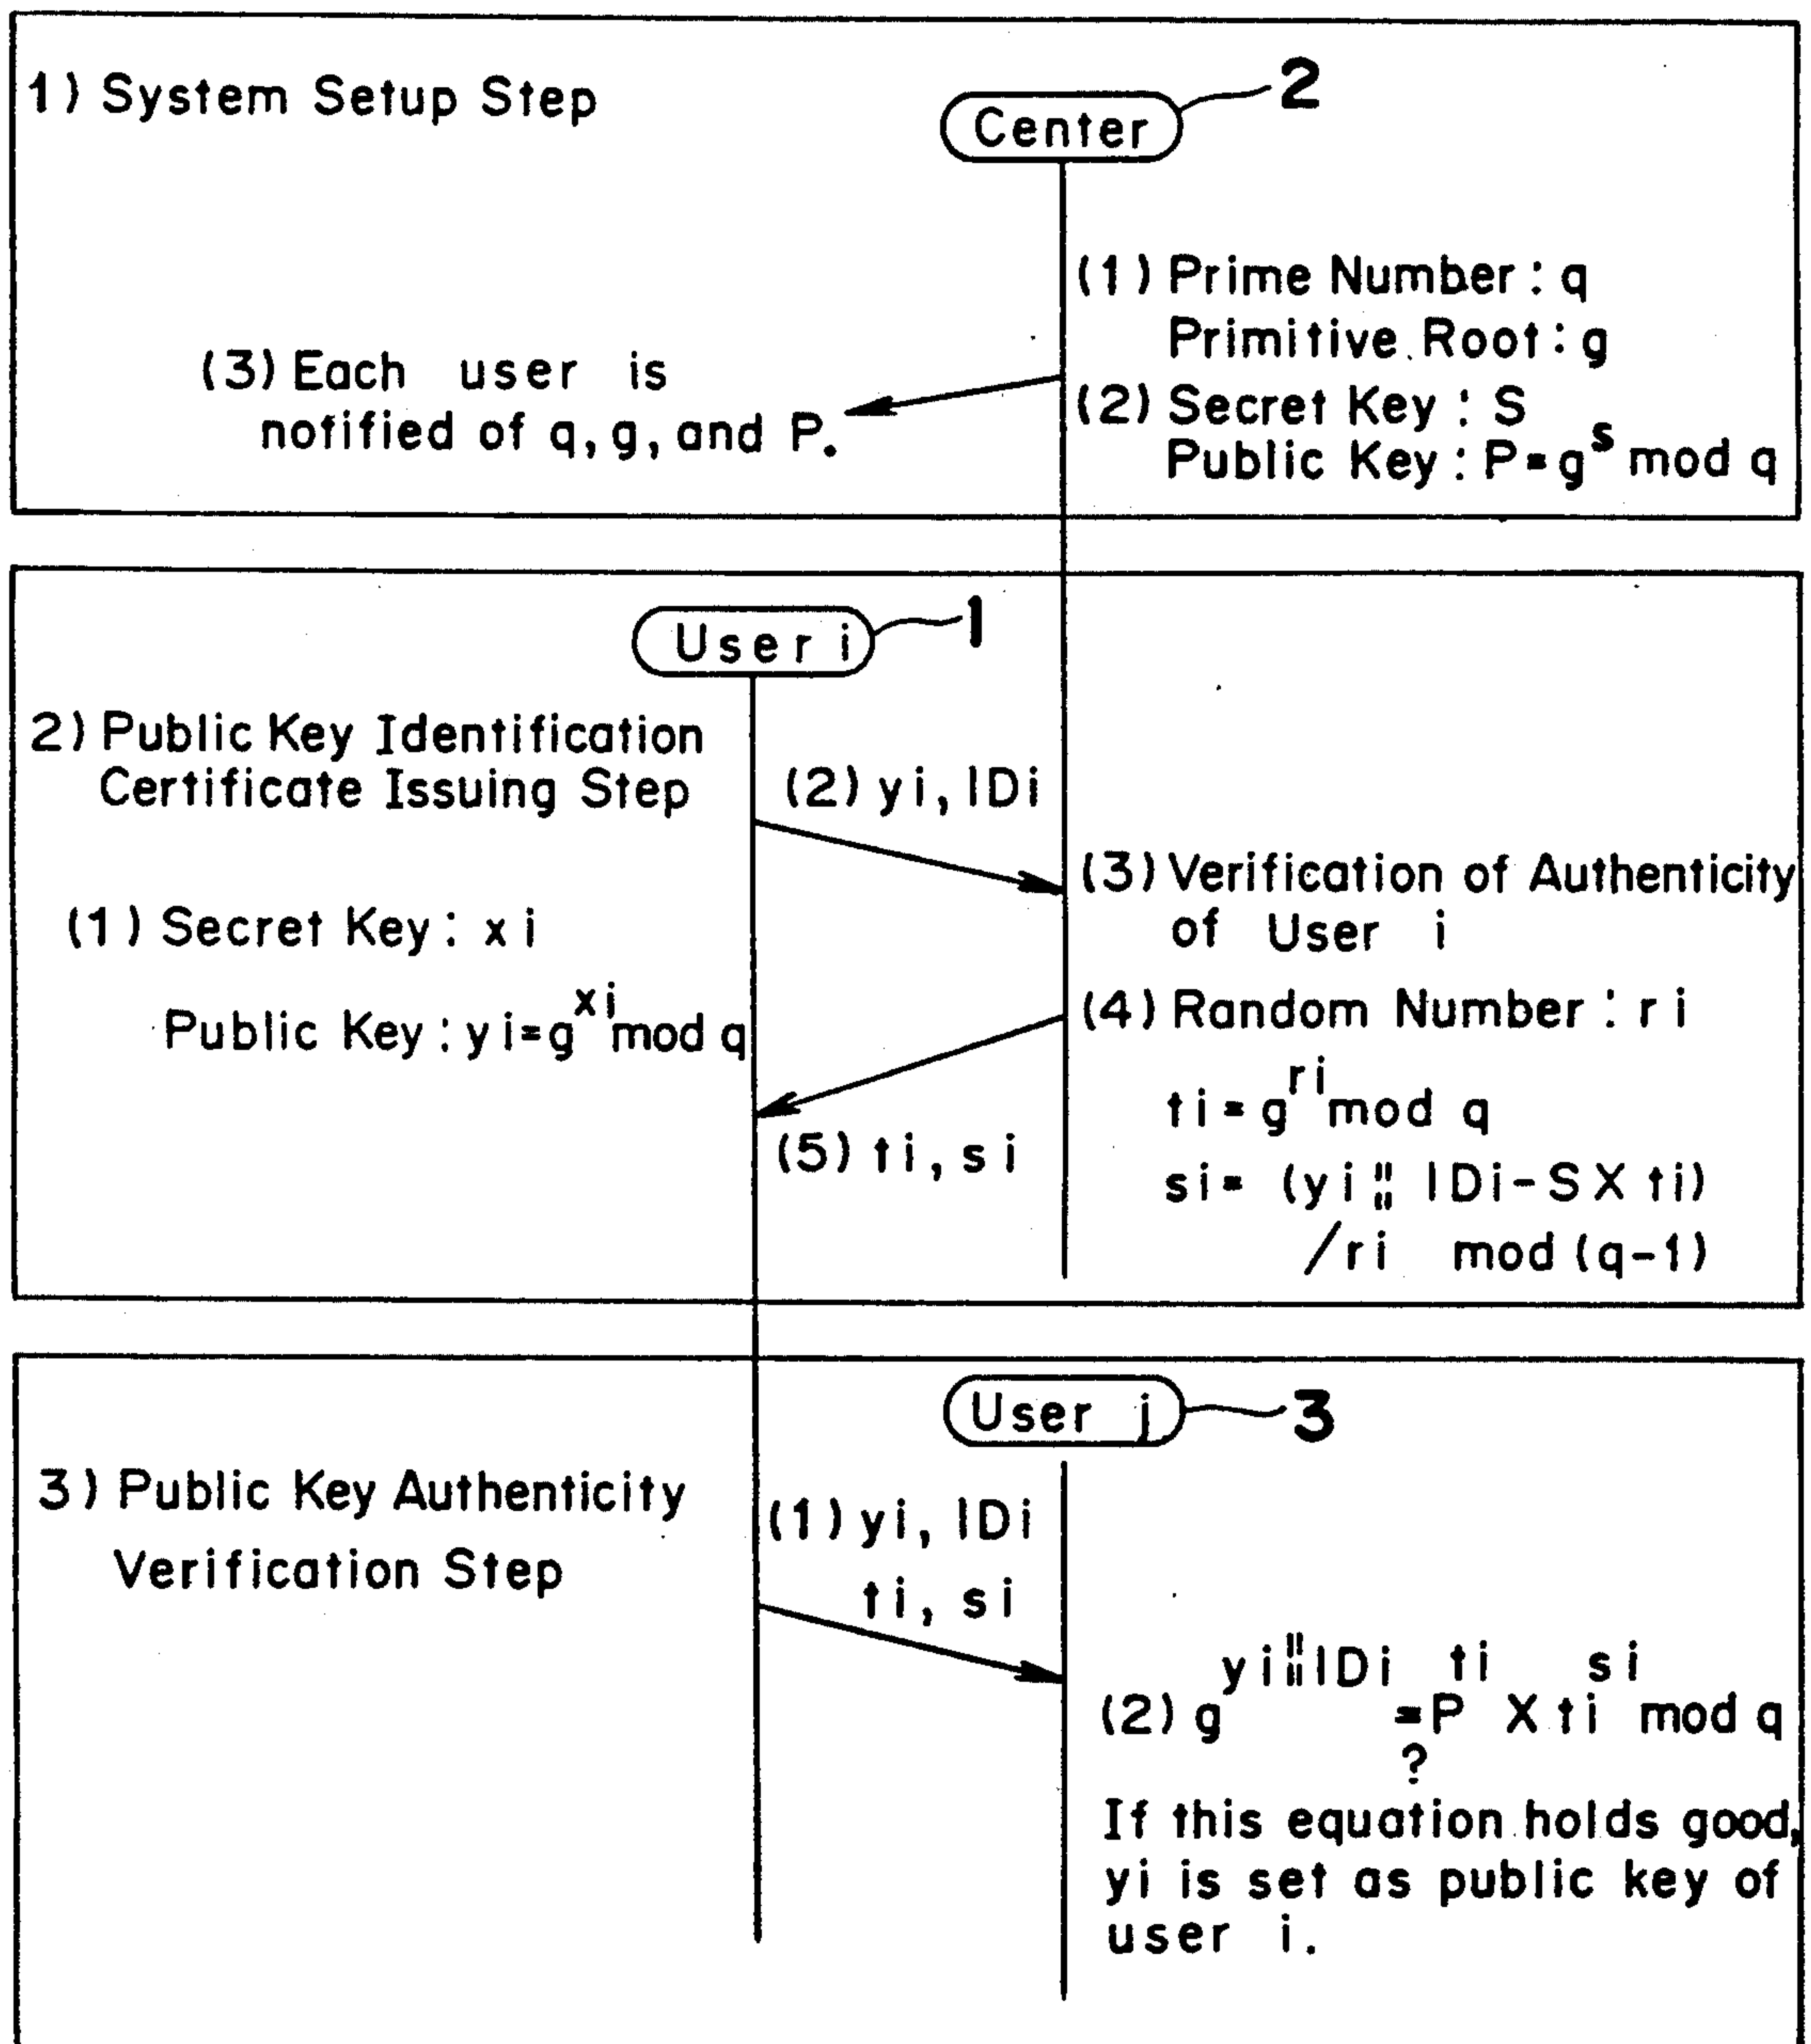 1) System Setup Step
Center
2
(1) Prime Number : q
Primitive Root : g
(2) Secret Key : S
Public Key : P=g^s mod q
(3) Each user is
notified of q, g, and P.
User i
1
2) Public Key Identification
Certificate Issuing Step
(2) yi, IDi
(3) Verification of Authenticity
of User i
(1) Secret Key : xi
Public Key : yi=g^xi mod q
(4) Random Number : ri
ti=g^ri mod q
si= (yi || IDi-S X ti)
/ri mod (q-1)
(5) ti, si
User j
3
3) Public Key Authenticity
Verification Step
(1) yi, IDi
ti, si
(2) g^yi||IDi =P^ti X ti^si mod q
?
If this equation holds good,
yi is set as public key of
user i.